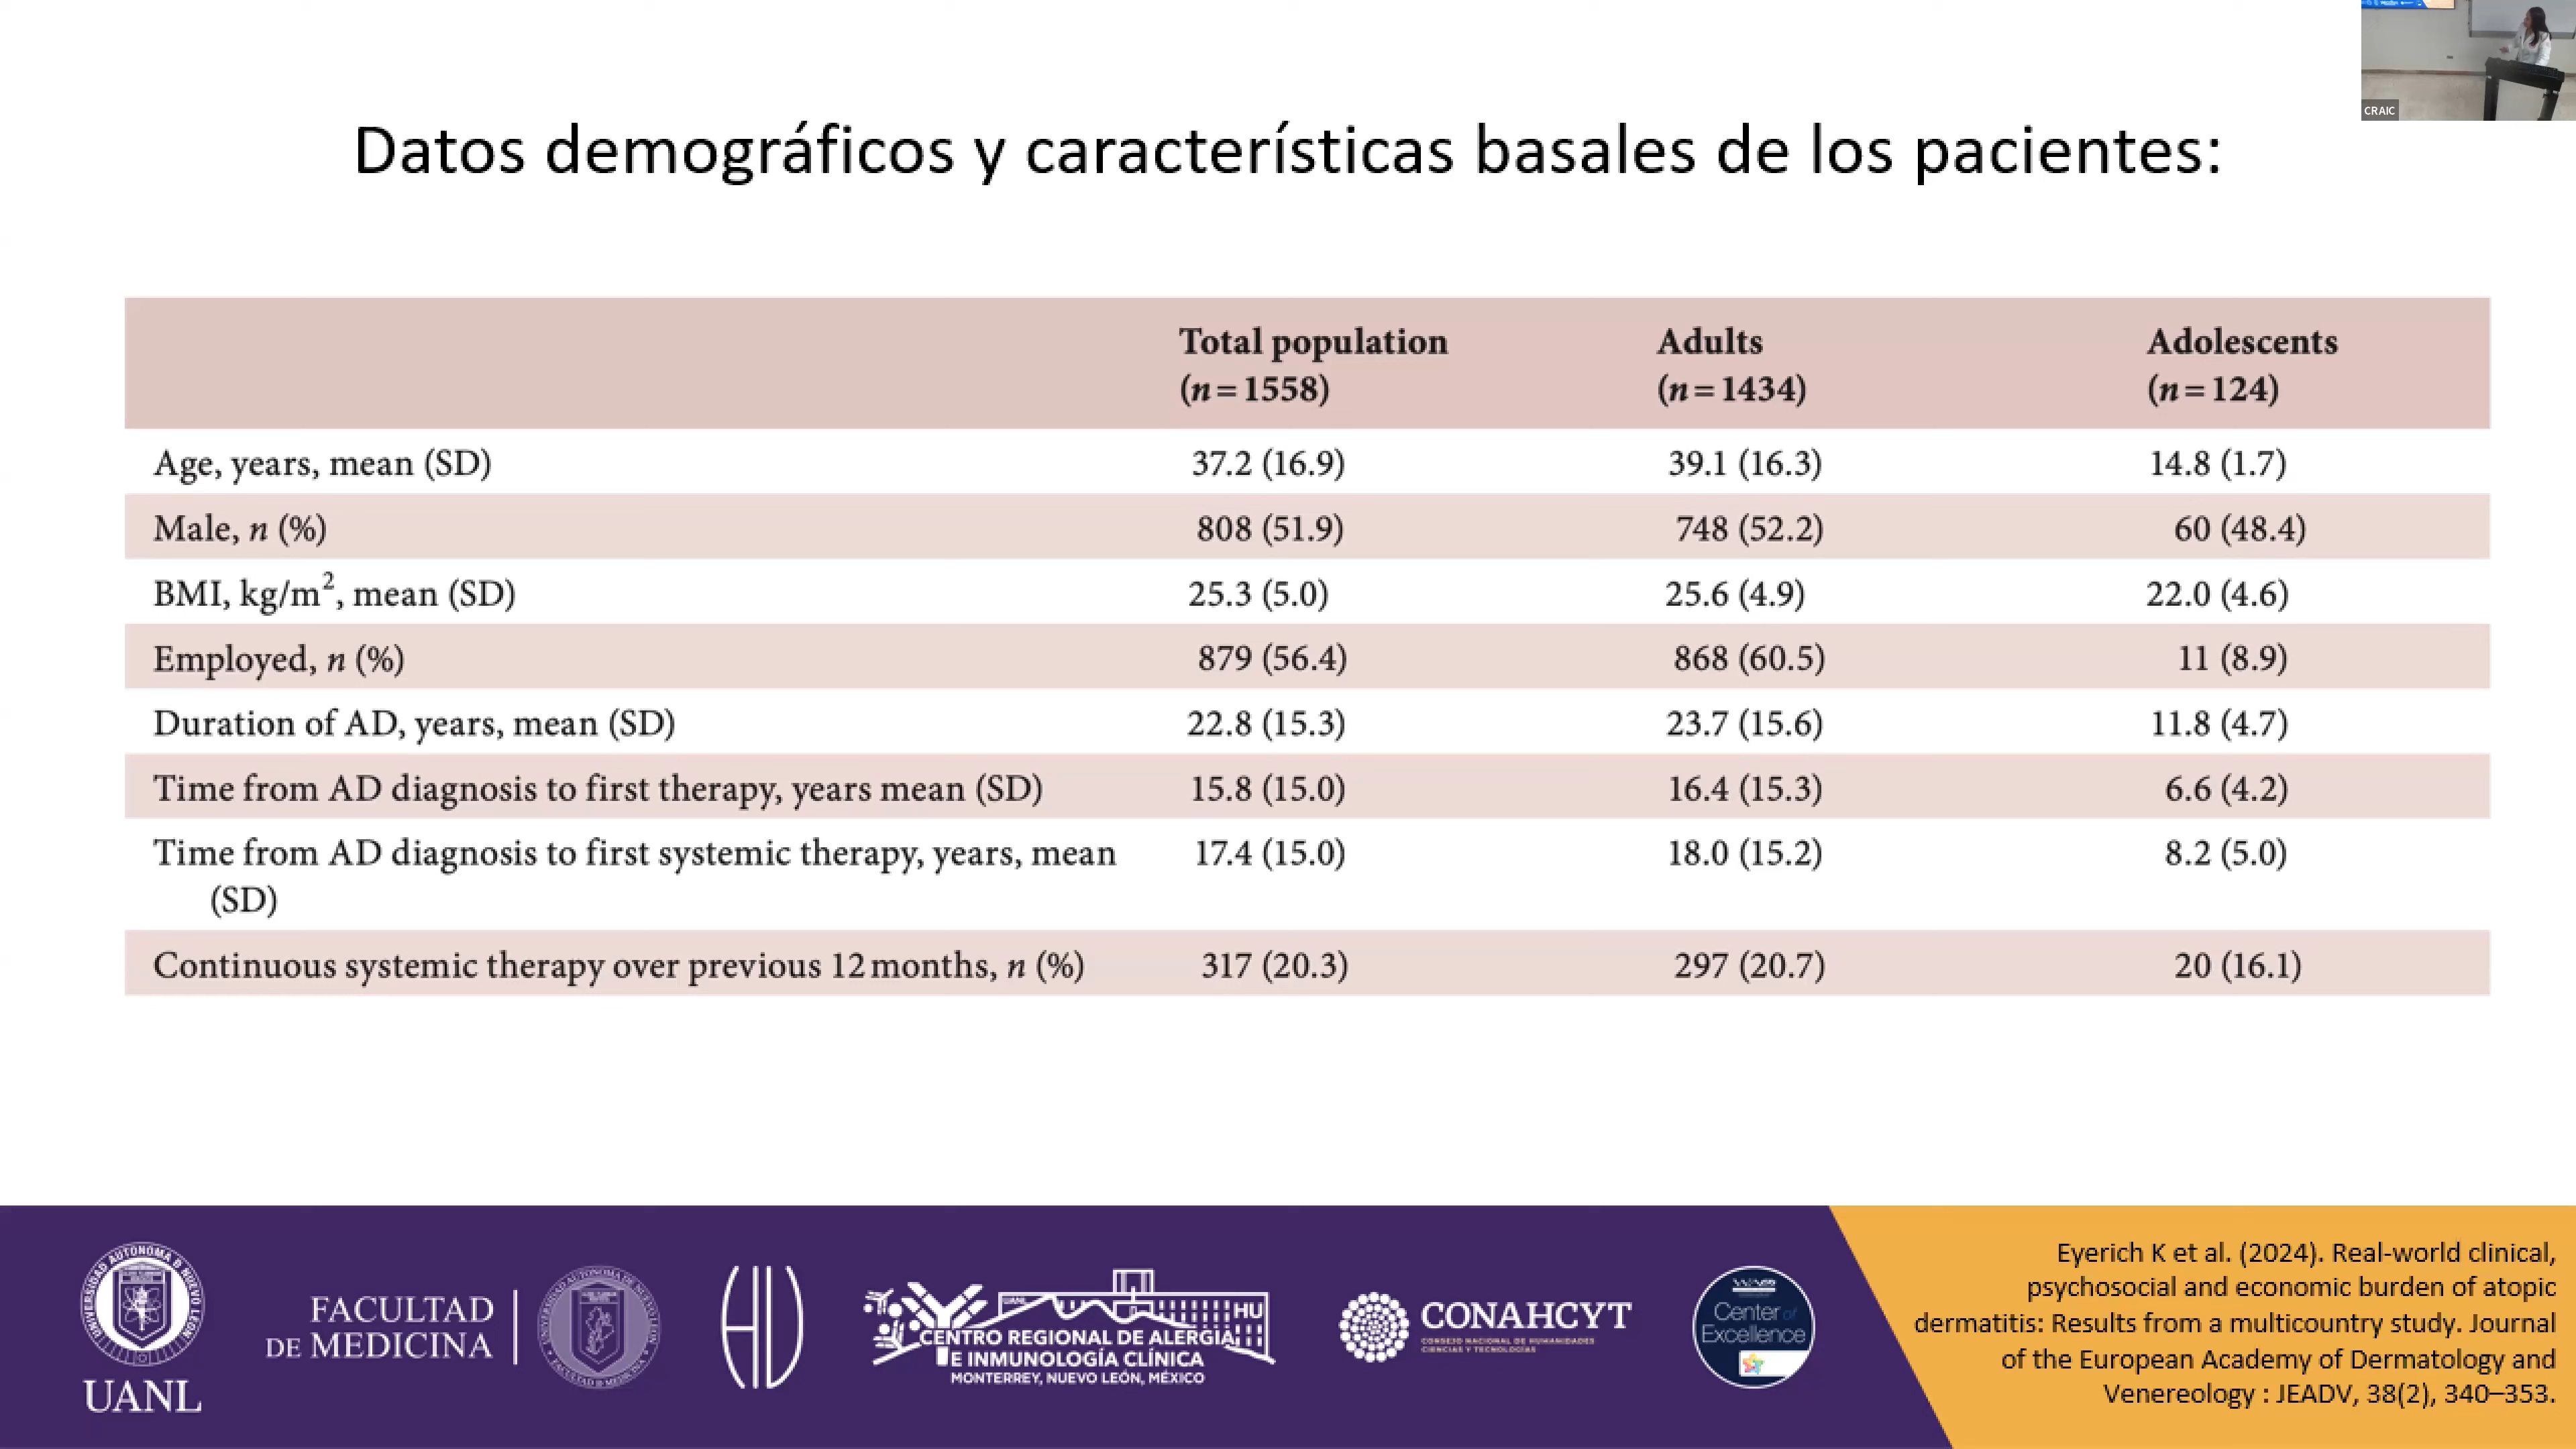 CRAIC
Datos demográficos y características basales de los pacientes:
Total population Adults Adolescents
(n = 1558) (n = 1434) (n = 124)
Age, years, mean (SD) 37.2 (16.9) 39.1 (16.3) 14.8 (1.7)
Male, n (%) 808 (51.9) 748 (52.2) 60 (48.4)
BMI, kg/m², mean (SD) 25.3 (5.0) 25.6 (4.9) 22.0 (4.6)
Employed, n (%) 879 (56.4) 868 (60.5) 11 (8.9)
Duration of AD, years, mean (SD) 22.8 (15.3) 23.7 (15.6) 11.8 (4.7)
Time from AD diagnosis to first therapy, years mean (SD) 15.8 (15.0) 16.4 (15.3) 6.6 (4.2)
Time from AD diagnosis to first systemic therapy, years, mean 17.4 (15.0) 18.0 (15.2) 8.2 (5.0)
(SD)
Continuous systemic therapy over previous 12 months, n (%) 317 (20.3) 297 (20.7) 20 (16.1)
UANL
FACULTAD
DE MEDICINA
UANL
HU
CENTRO REGIONAL DE ALERGIA
E INMUNOLOGÍA CLÍNICA
MONTERREY, NUEVO LEÓN, MÉXICO
CONAHCYT
CONSEJO NACIONAL DE HUMANIDADES
CIENCIAS Y TECNOLOGÍAS
Center of
Excellence
Eyerich K et al. (2024). Real-world clinical,
psychosocial and economic burden of atopic
dermatitis: Results from a multicountry study. Journal
of the European Academy of Dermatology and
Venereology : JEADV, 38(2), 340–353.